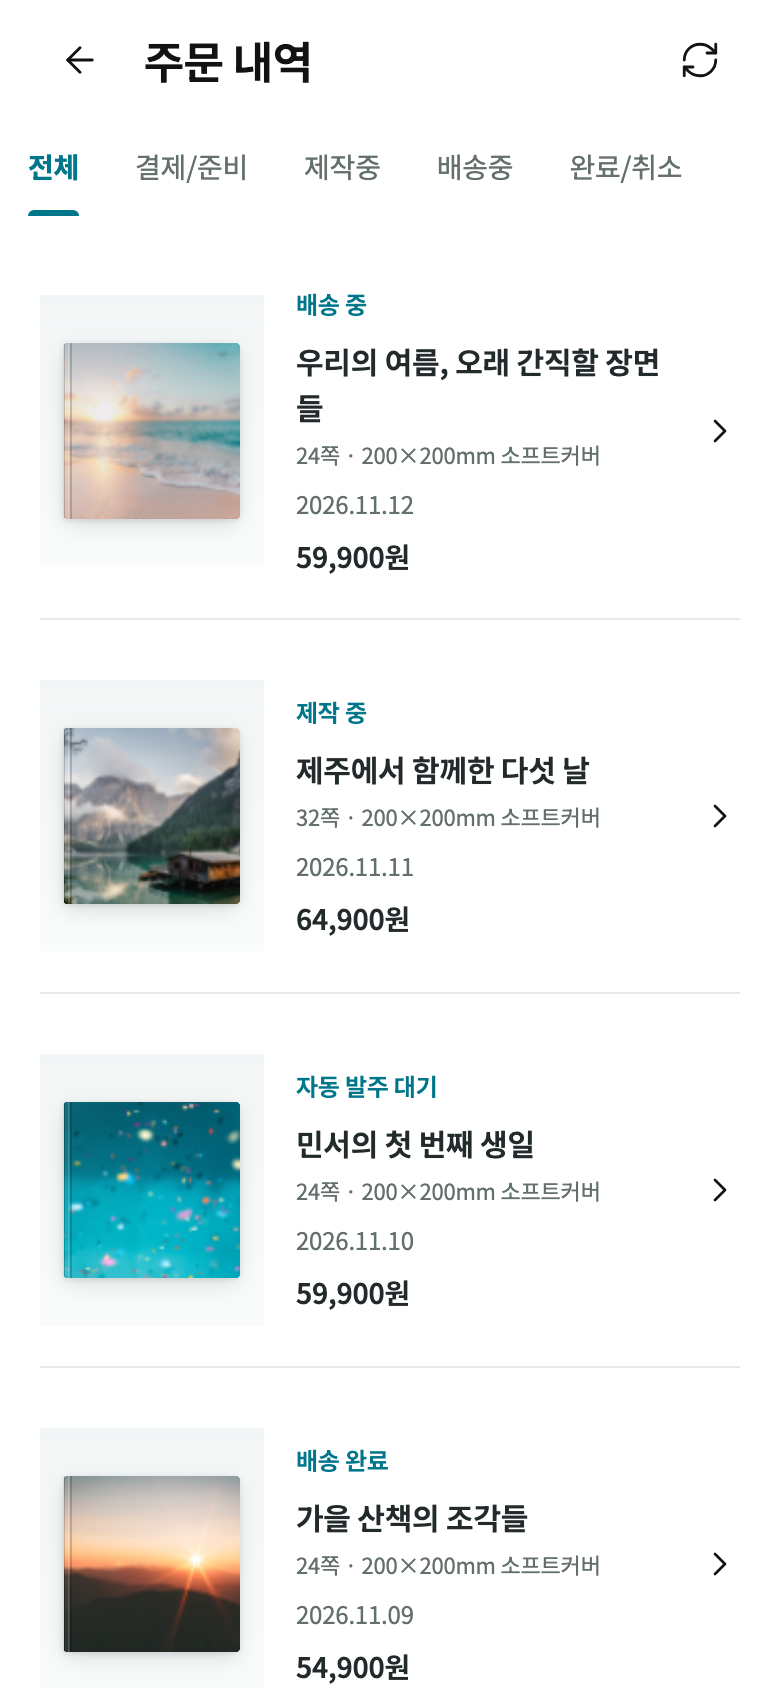 주문 내역
전체 결제/준비 제작중 배송중 완료/취소
배송 중
우리의 여름, 오래 간직할 장면
들
24쪽 · 200×200mm 소프트커버
2026.11.12
59,900원
제작 중
제주에서 함께한 다섯 날
32쪽 · 200×200mm 소프트커버
2026.11.11
64,900원
자동 발주 대기
민서의 첫 번째 생일
24쪽 · 200×200mm 소프트커버
2026.11.10
59,900원
배송 완료
가을 산책의 조각들
24쪽 · 200×200mm 소프트커버
2026.11.09
54,900원